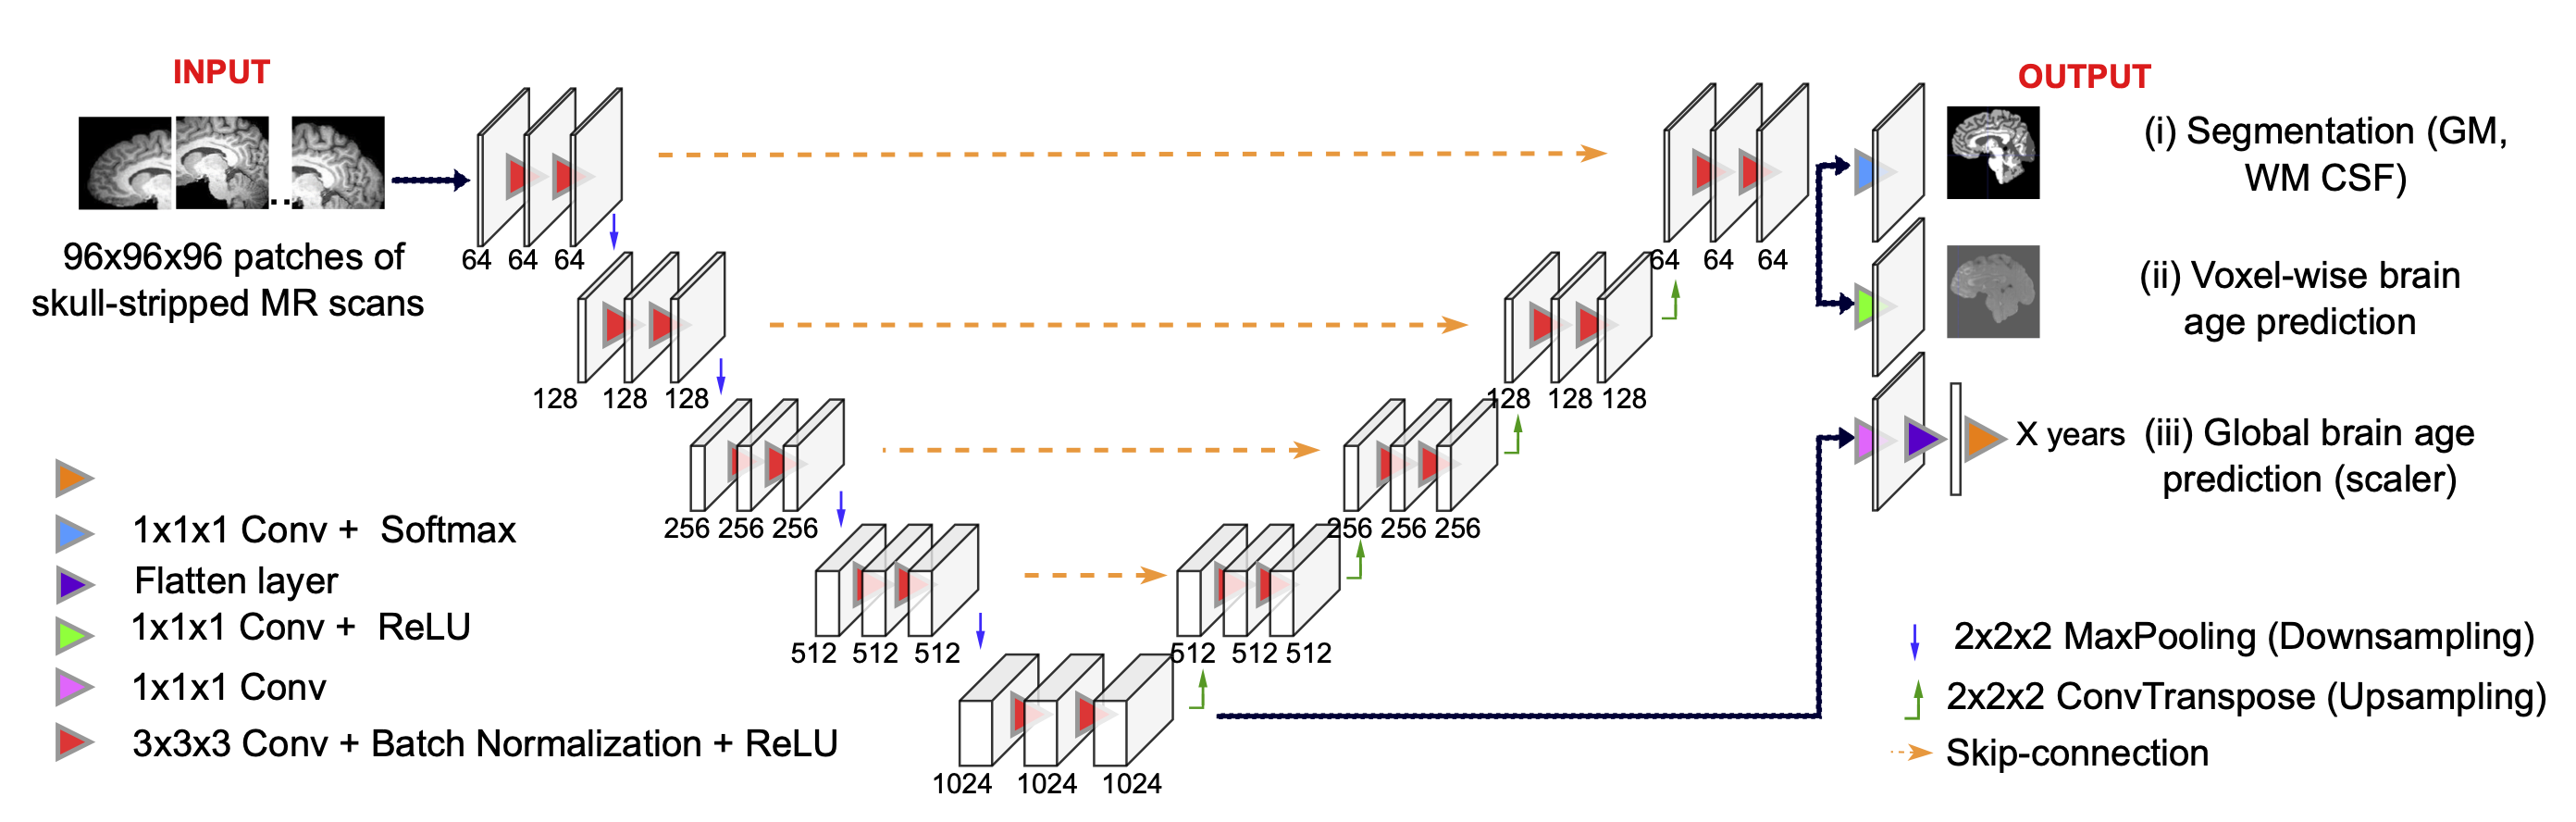 INPUT
96x96x96 patches of
skull-stripped MR scans
..
64 64 64
128 128 128
256 256 256
512 512 512
1024 1024 1024
512 512 512
256 256 256
128 128 128
64 64 64
OUTPUT
(i) Segmentation (GM,
WM CSF)
(ii) Voxel-wise brain
age prediction
X years
(iii) Global brain age
prediction (scaler)
1x1x1 Conv + Softmax
Flatten layer
1x1x1 Conv + ReLU
1x1x1 Conv
3x3x3 Conv + Batch Normalization + ReLU
2x2x2 MaxPooling (Downsampling)
2x2x2 ConvTranspose (Upsampling)
Skip-connection